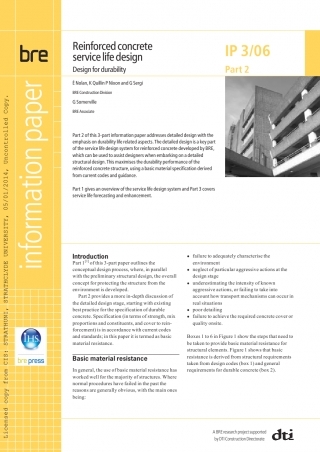 bre
Reinforced concrete
service life design
Design for durability
IP 3/06
Part 2
É Nolan, K Quillin P Nixon and G Sergi
BRE Construction Division
G Somerville
BRE Associate
Part 2 of this 3-part information paper addresses detailed design with the
emphasis on durability life related aspects. The detailed design is a key part
of the service life design system for reinforced concrete developed by BRE,
which can be used to assist designers when embarking on a detailed
structural design. This maximises the durability performance of the
reinforced concrete structure, using a basic material specification derived
from current codes and guidance.
Part 1 gives an overview of the service life design system and Part 3 covers
service life forecasting and enhancement.
information paper
Licensed copy from CIS: STRATHUNI, STRATHCLYDE UNIVERSITY, 05/01/2014, Uncontrolled Copy.
IHS
bre press
Introduction
Part 1[1] of this 3-part paper outlines the
conceptual design process, where, in parallel
with the preliminary structural design, the overall
concept for protecting the structure from the
environment is developed.
Part 2 provides a more in-depth discussion of
the detailed design stage, starting with existing
best practice for the specification of durable
concrete. Specification (in terms of strength, mix
proportions and constituents, and cover to rein-
forcement) is in accordance with current codes
and standards; in this paper it is termed as basic
material resistance.
Basic material resistance
In general, the use of basic material resistance has
worked well for the majority of structures. Where
normal procedures have failed in the past the
reasons are generally obvious, with the main ones
being:
• failure to adequately characterise the
environment
• neglect of particular aggressive actions at the
design stage
• underestimating the intensity of known
aggressive actions, or failing to take into
account how transport mechanisms can occur in
real situations
• poor detailing
• failure to achieve the required concrete cover or
quality onsite.
Boxes 1 to 6 in Figure 1 show the steps that need
to be taken to provide basic material resistance for
structural elements. Figure 1 shows that basic
resistance is derived from structural requirements
taken from design codes (box 1) and general
requirements for durable concrete (box 2).
A BRE research project supported
by DTI Construction Directorate
dti